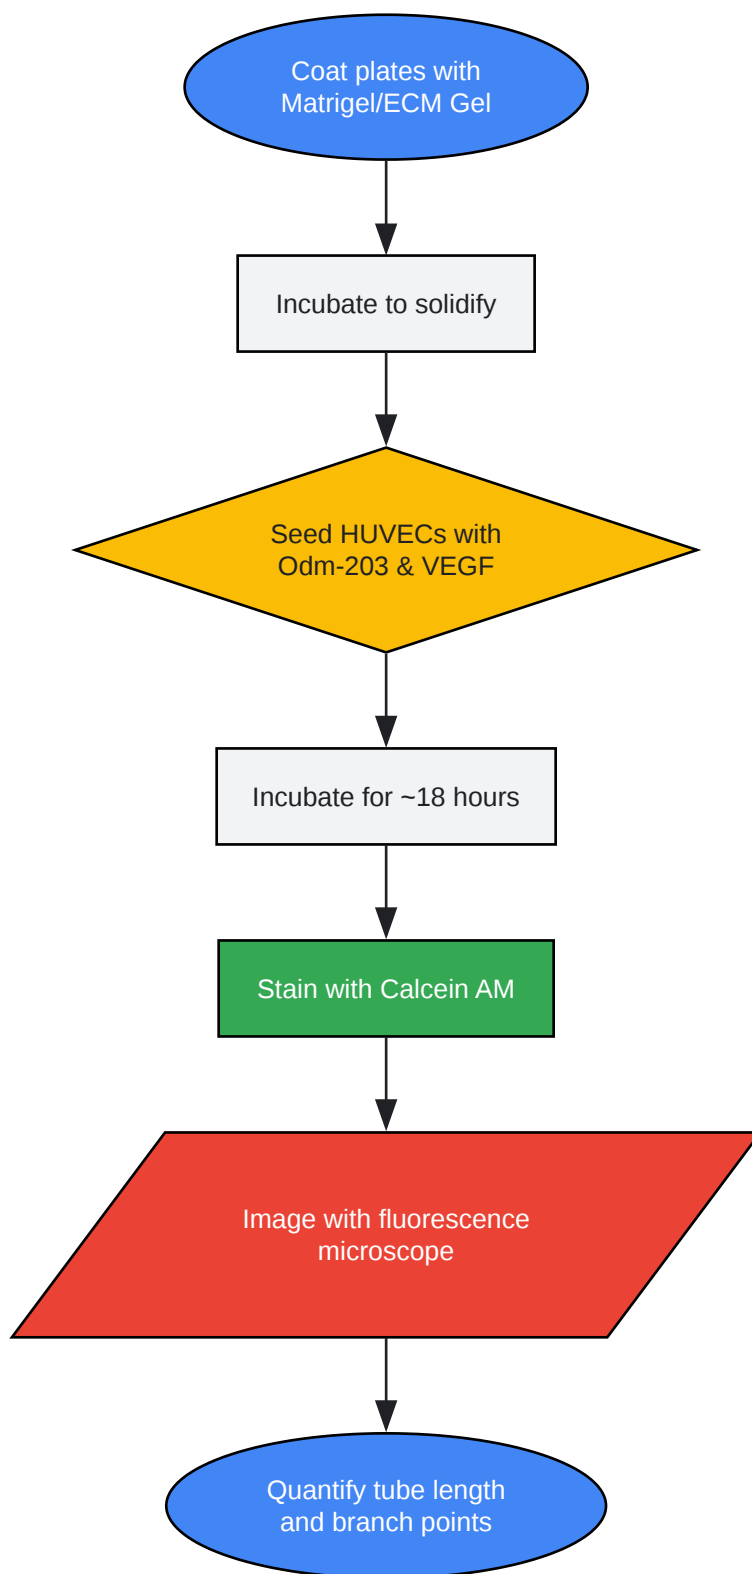 Coat plates with
Matrigel/ECM Gel
Incubate to solidify
Seed HUVECs with
Odm-203 & VEGF
Incubate for ~18 hours
Stain with Calcein AM
Image with fluorescence
microscope
Quantify tube length
and branch points